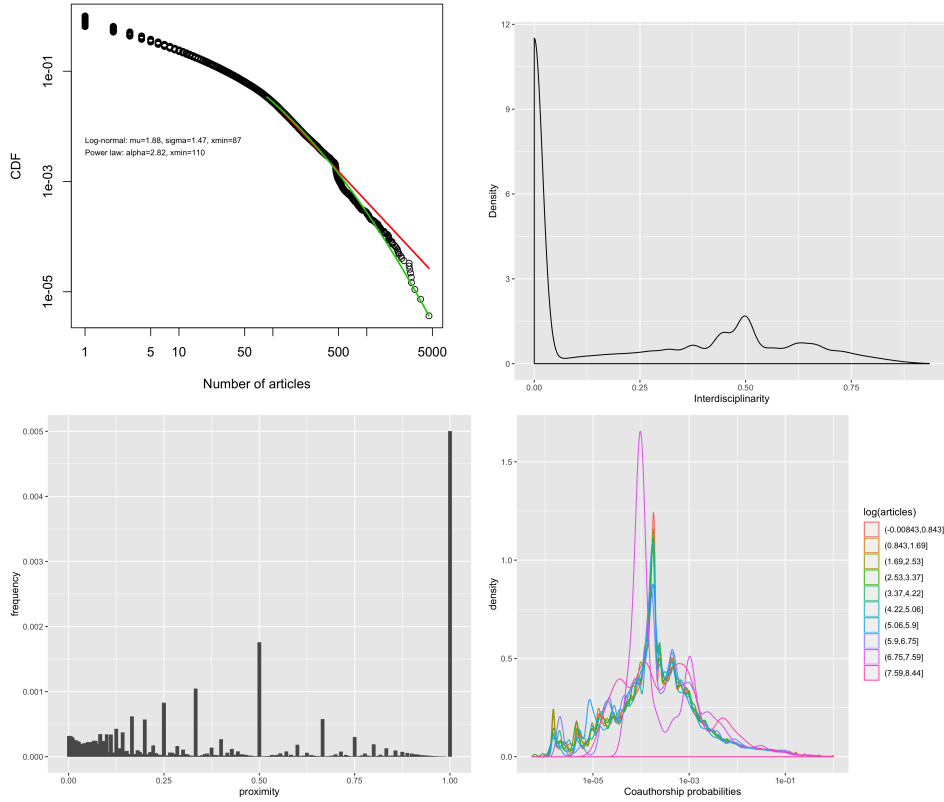 1e-01
1e-03
1e-05
CDF
Log-normal: mu=1.88, sigma=1.47, xmin=87
Power law: alpha=2.82, xmin=110
1 5 10 50 500 5000
Number of articles
12
9
6
3
0
Density
0.00 0.25 0.50 0.75
Interdisciplinarity
0.005
0.004
0.003
0.002
0.001
0.000
frequency
0.00 0.25 0.50 0.75 1.00
proximity
1.5
1.0
0.5
0.0
density
1e-05 1e-03 1e-01
Coauthorship probabilities
log(articles)
(-0.00843,0.843]
(0.843,1.69]
(1.69,2.53]
(2.53,3.37]
(3.37,4.22]
(4.22,5.06]
(5.06,5.9]
(5.9,6.75]
(6.75,7.59]
(7.59,8.44]